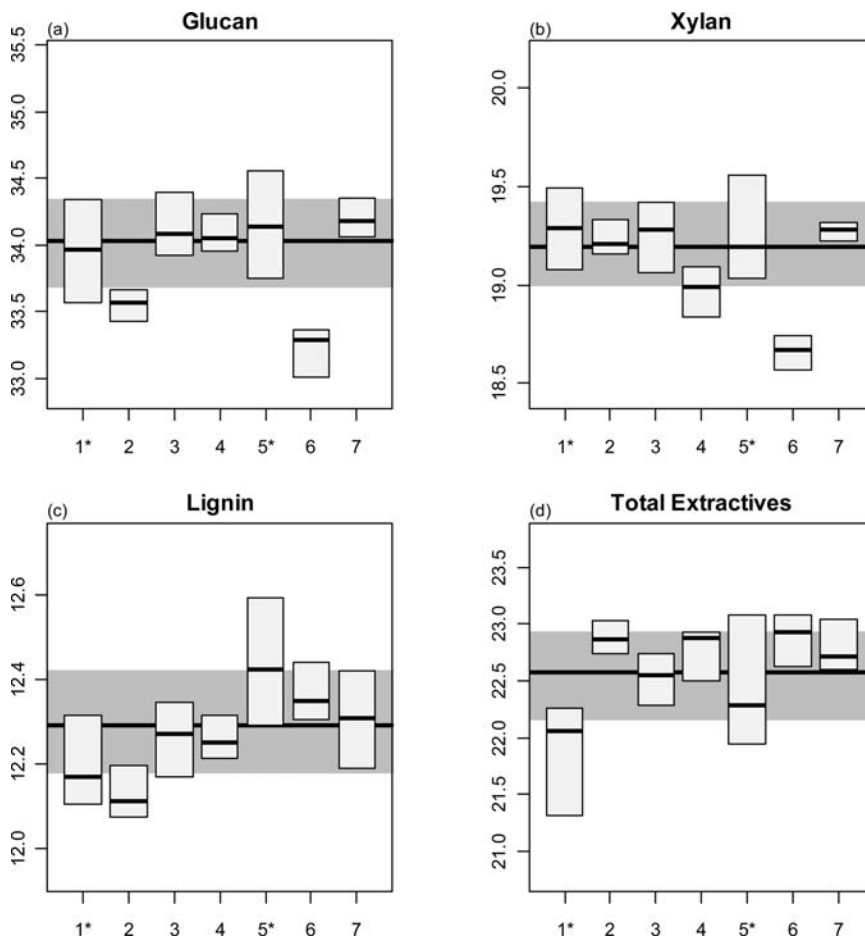 (a) Glucan
35.5
35.0
34.5
34.0
33.5
33.0
1* 2 3 4 5* 6 7
(b) Xylan
20.0
19.5
19.0
18.5
1* 2 3 4 5* 6 7
(c) Lignin
12.6
12.4
12.2
12.0
1* 2 3 4 5* 6 7
(d) Total Extractives
23.5
23.0
22.5
22.0
21.5
21.0
1* 2 3 4 5* 6 7